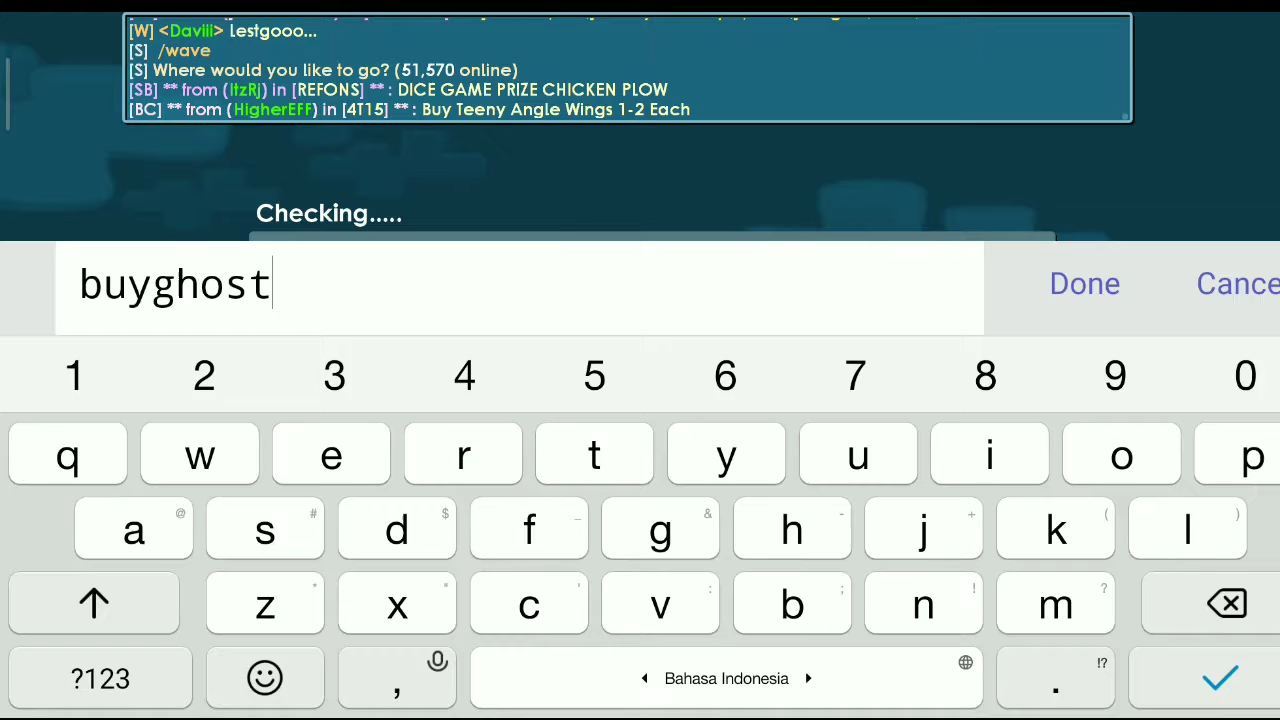 [W] <Daviii> Lestgooo...
[S] /wave
[S] Where would you like to go? (51,570 online)
[SB] ** from (ItzRj) in [REFONS] ** : DICE GAME PRIZE CHICKEN PLOW
[BC] ** from (HigherEFF) in [4T15] ** : Buy Teeny Angle Wings 1-2 Each
Checking.....
buyghost
Done Cance
1 2 3 4 5 6 7 8 9 0
q w e r t y u i o p
a @ s # d $ f _ g & h - j + k ( l )
z * x " c ' v : b ; n ! m ?
?123 , Bahasa Indonesia . !?